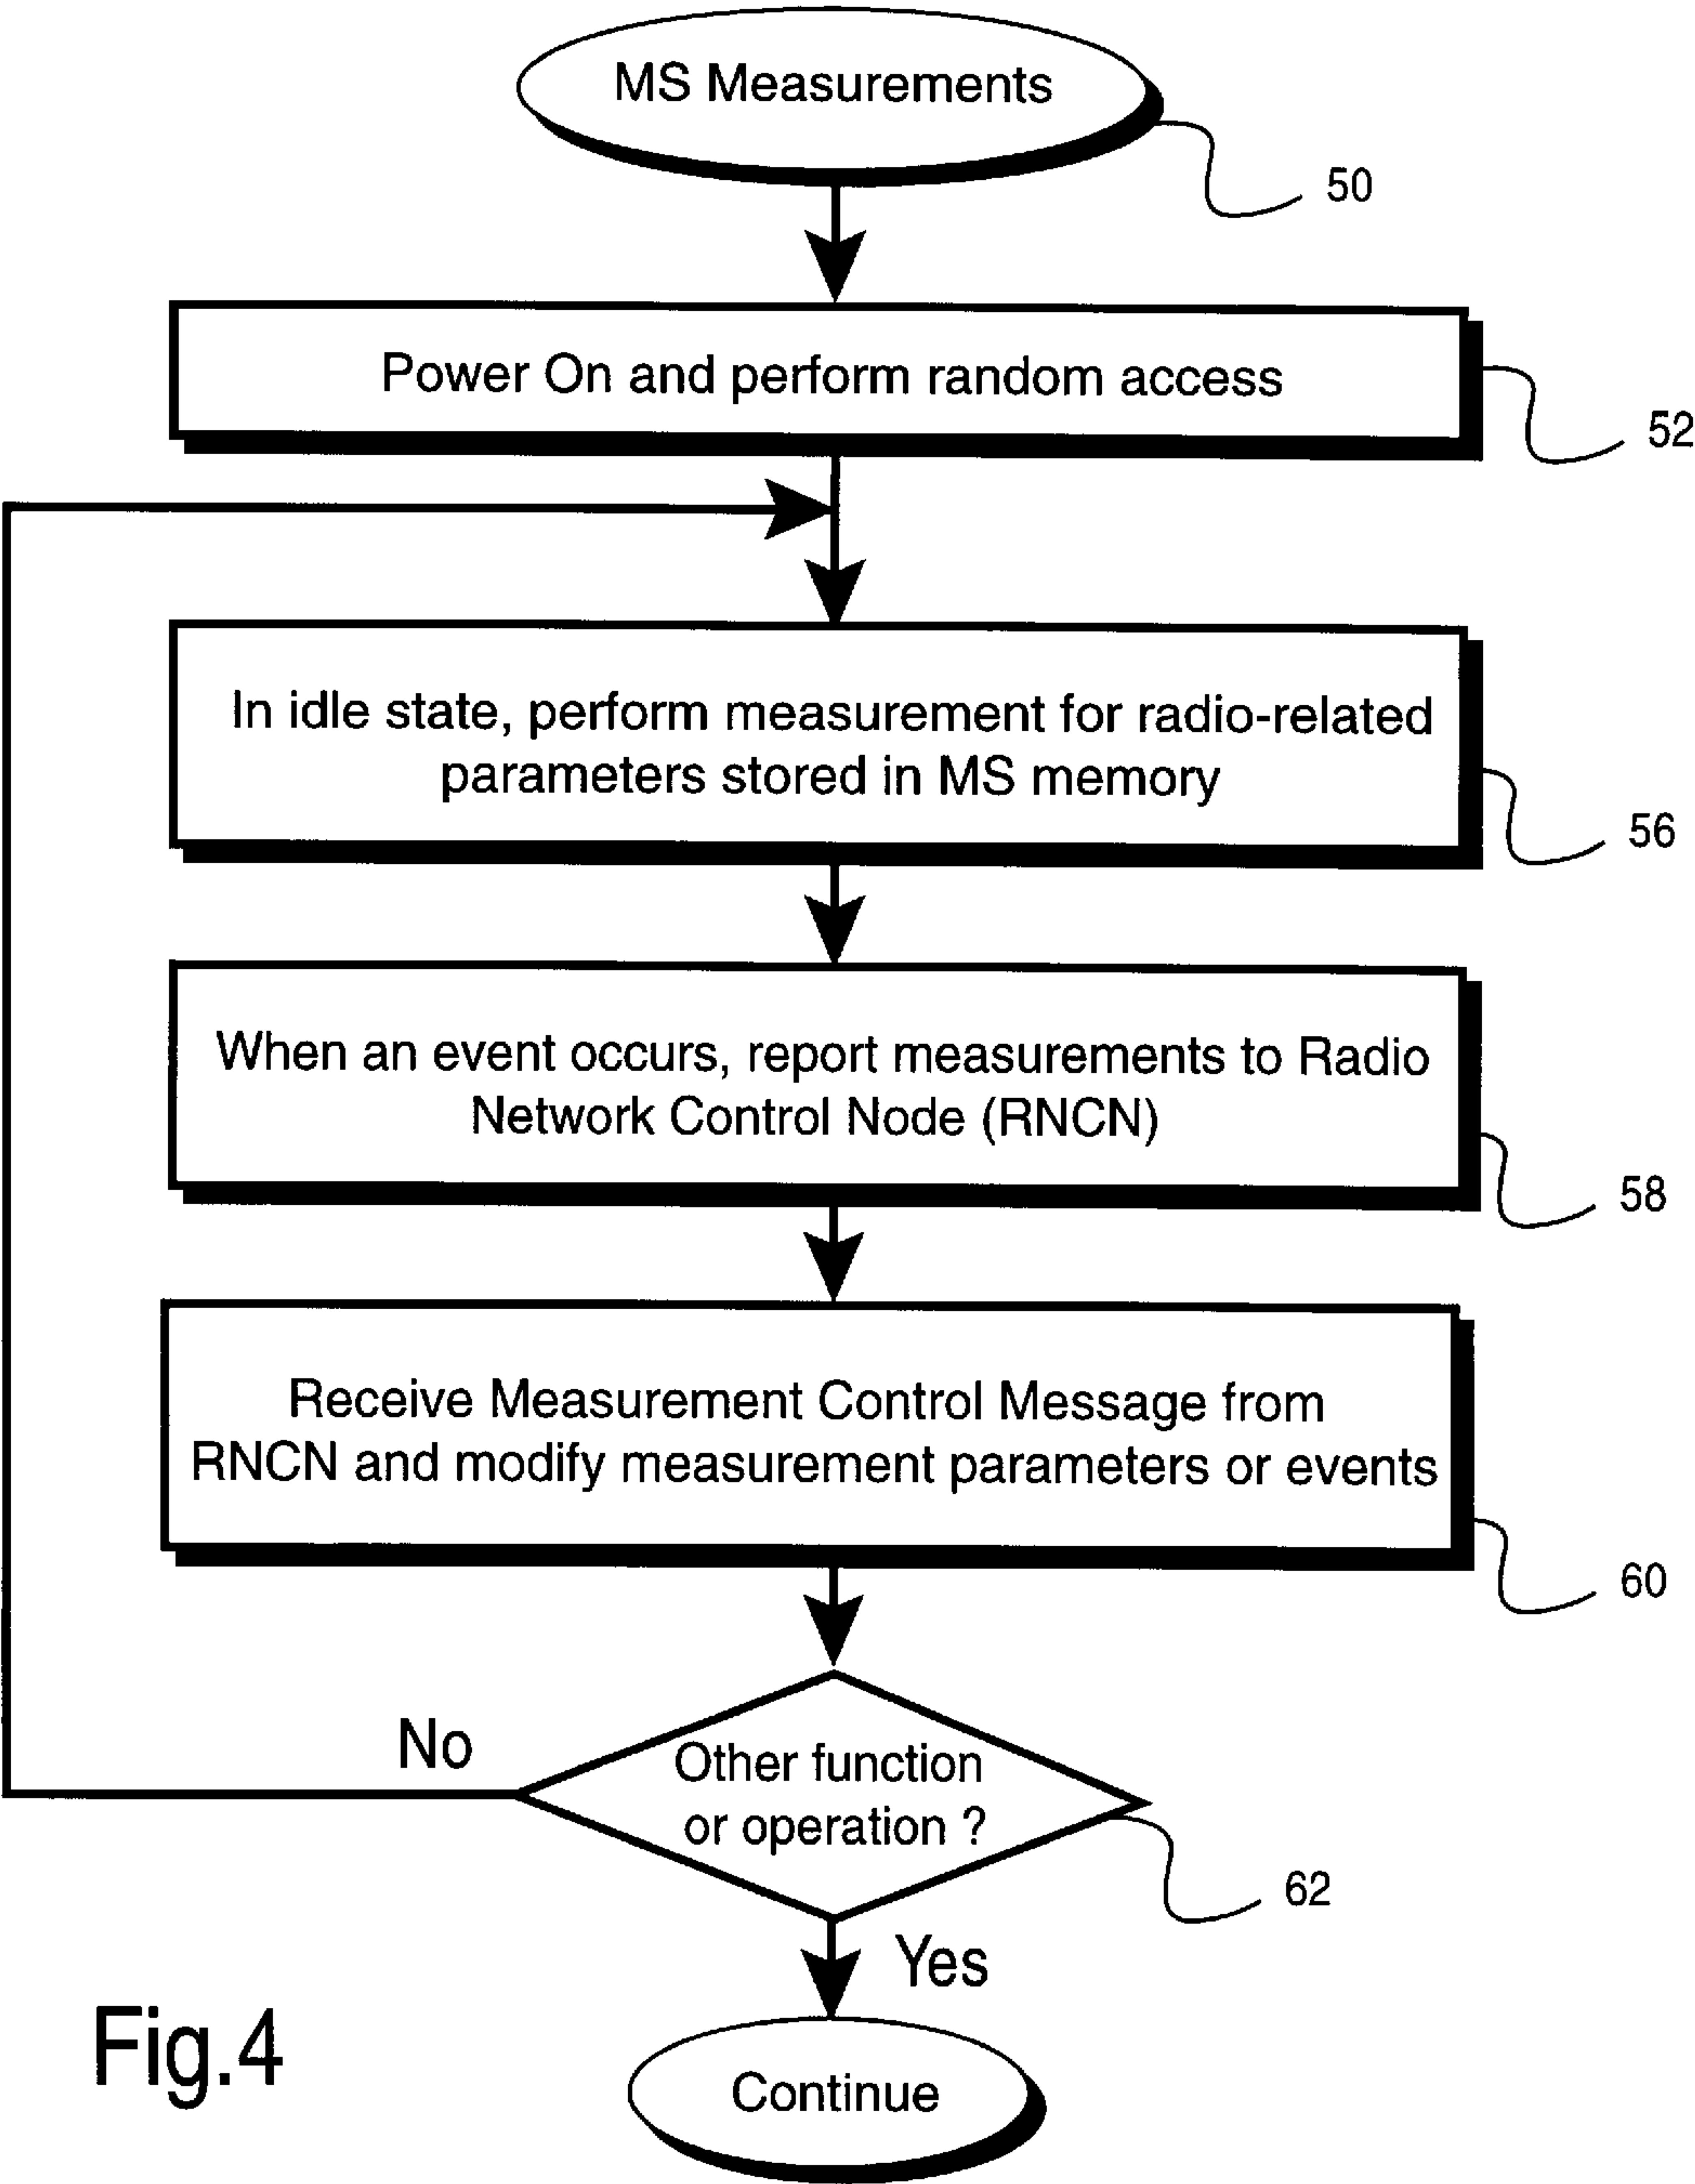 MS Measurements
50
Power On and perform random access
52
In idle state, perform measurement for radio-related
parameters stored in MS memory
56
When an event occurs, report measurements to Radio
Network Control Node (RNCN)
58
Receive Measurement Control Message from
RNCN and modify measurement parameters or events
60
No
Other function
or operation ?
62
Yes
Fig.4
Continue